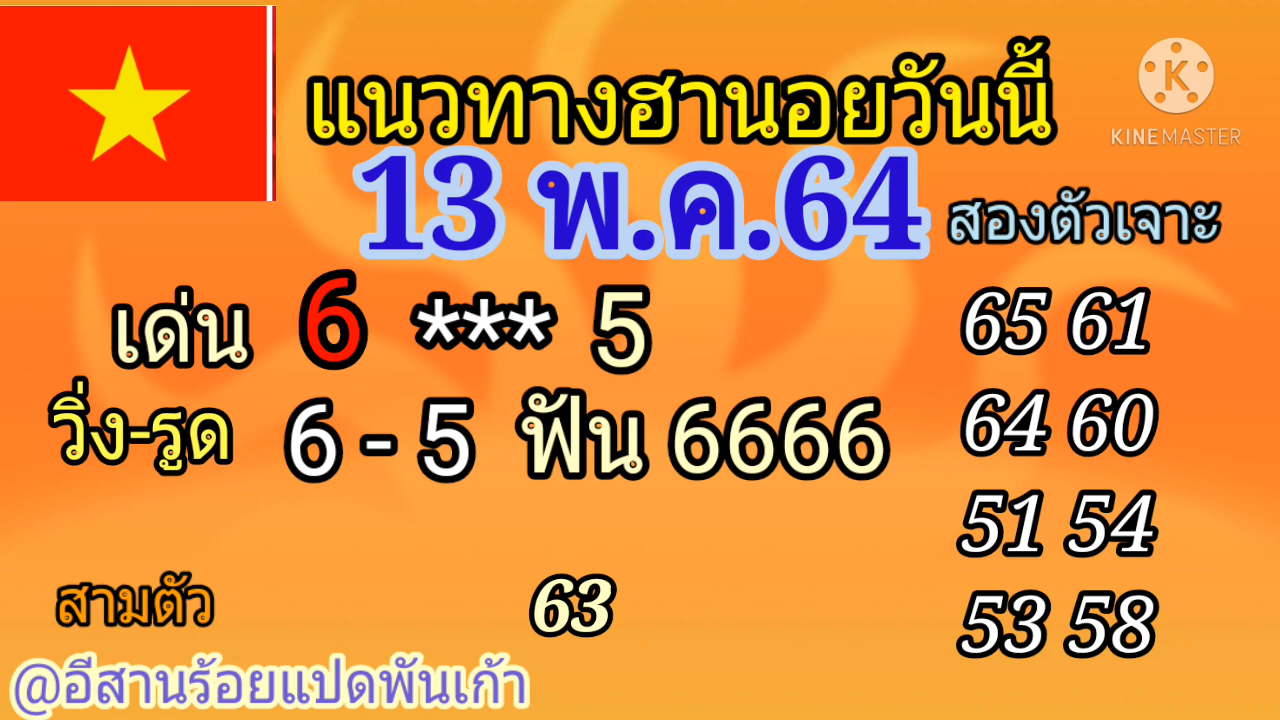 แนวทางฮานอยวันนี้
KINEMASTER
13 พ.ค.64
สองตัวเจาะ
เด่น 6 *** 5
65 61
วิ่ง-รูด 6 - 5 ฟัน 6666
64 60
51 54
สามตัว 63
53 58
@อีสานร้อยแปดพันเก้า